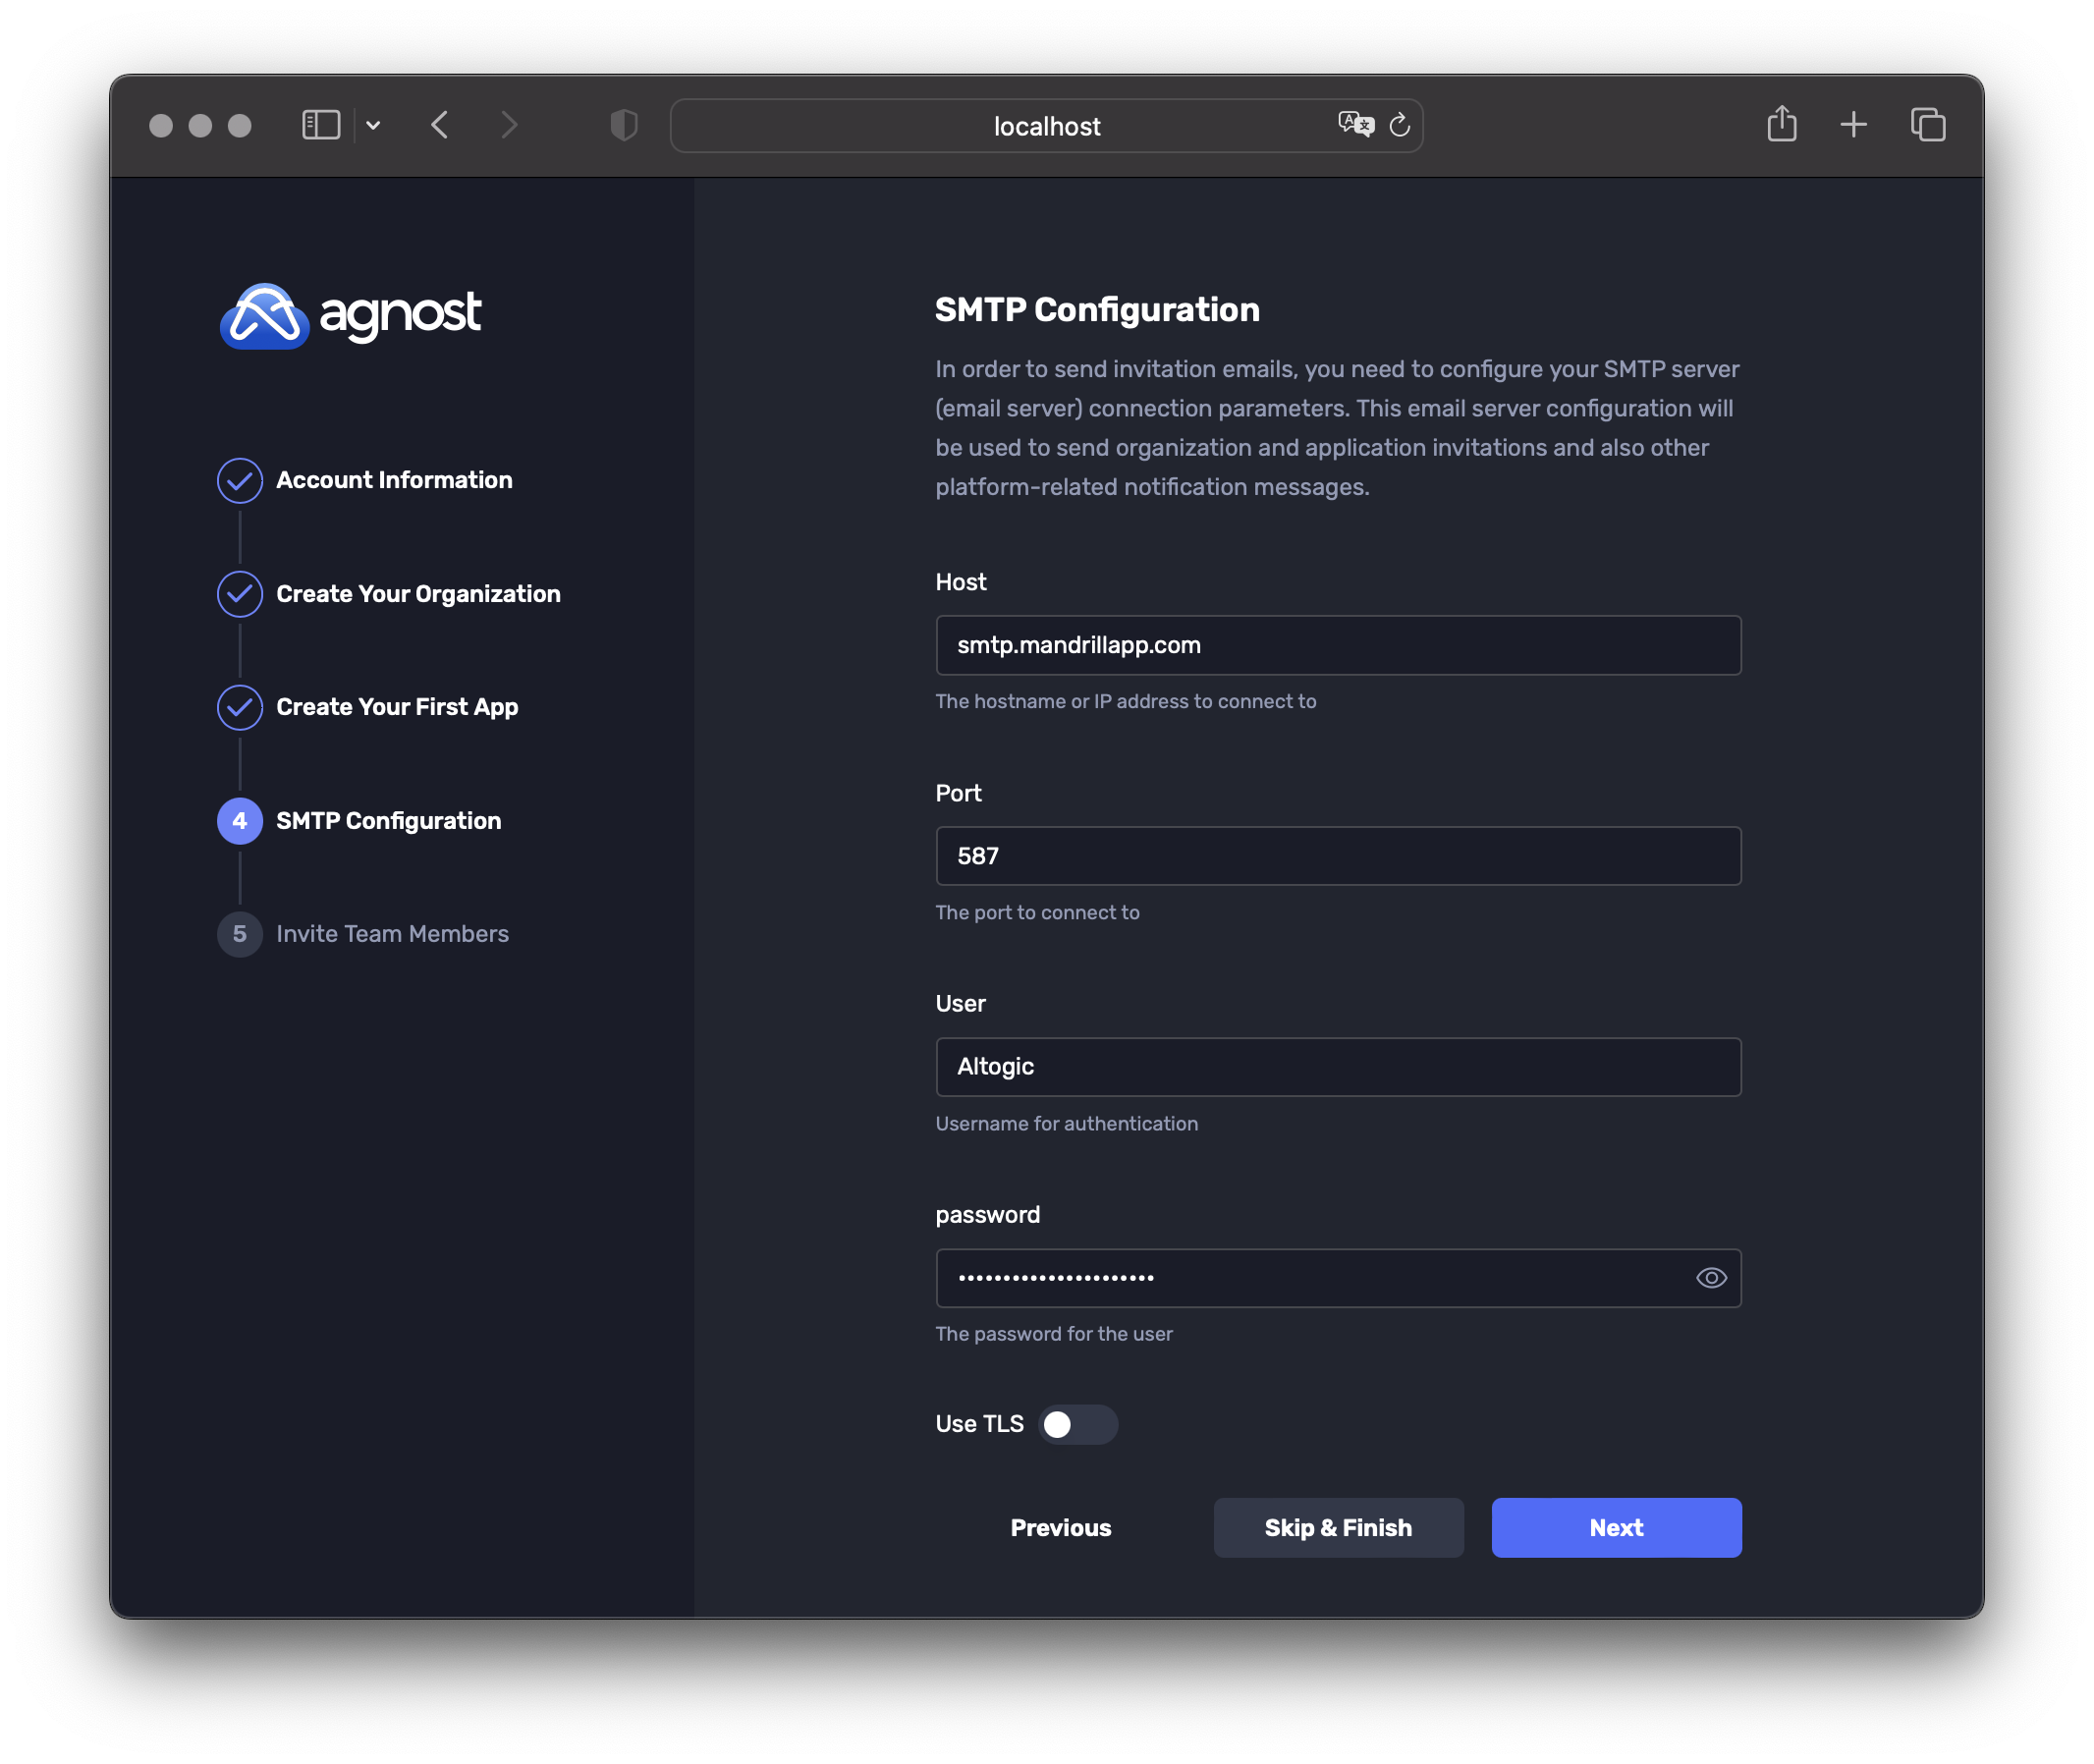 localhost
agnost
Account Information
Create Your Organization
Create Your First App
4 SMTP Configuration
5 Invite Team Members
SMTP Configuration
In order to send invitation emails, you need to configure your SMTP server
(email server) connection parameters. This email server configuration will
be used to send organization and application invitations and also other
platform-related notification messages.
Host
smtp.mandrillapp.com
The hostname or IP address to connect to
Port
587
The port to connect to
User
Altogic
Username for authentication
password
••••••••••••••••••••••
The password for the user
Use TLS
Previous
Skip & Finish
Next